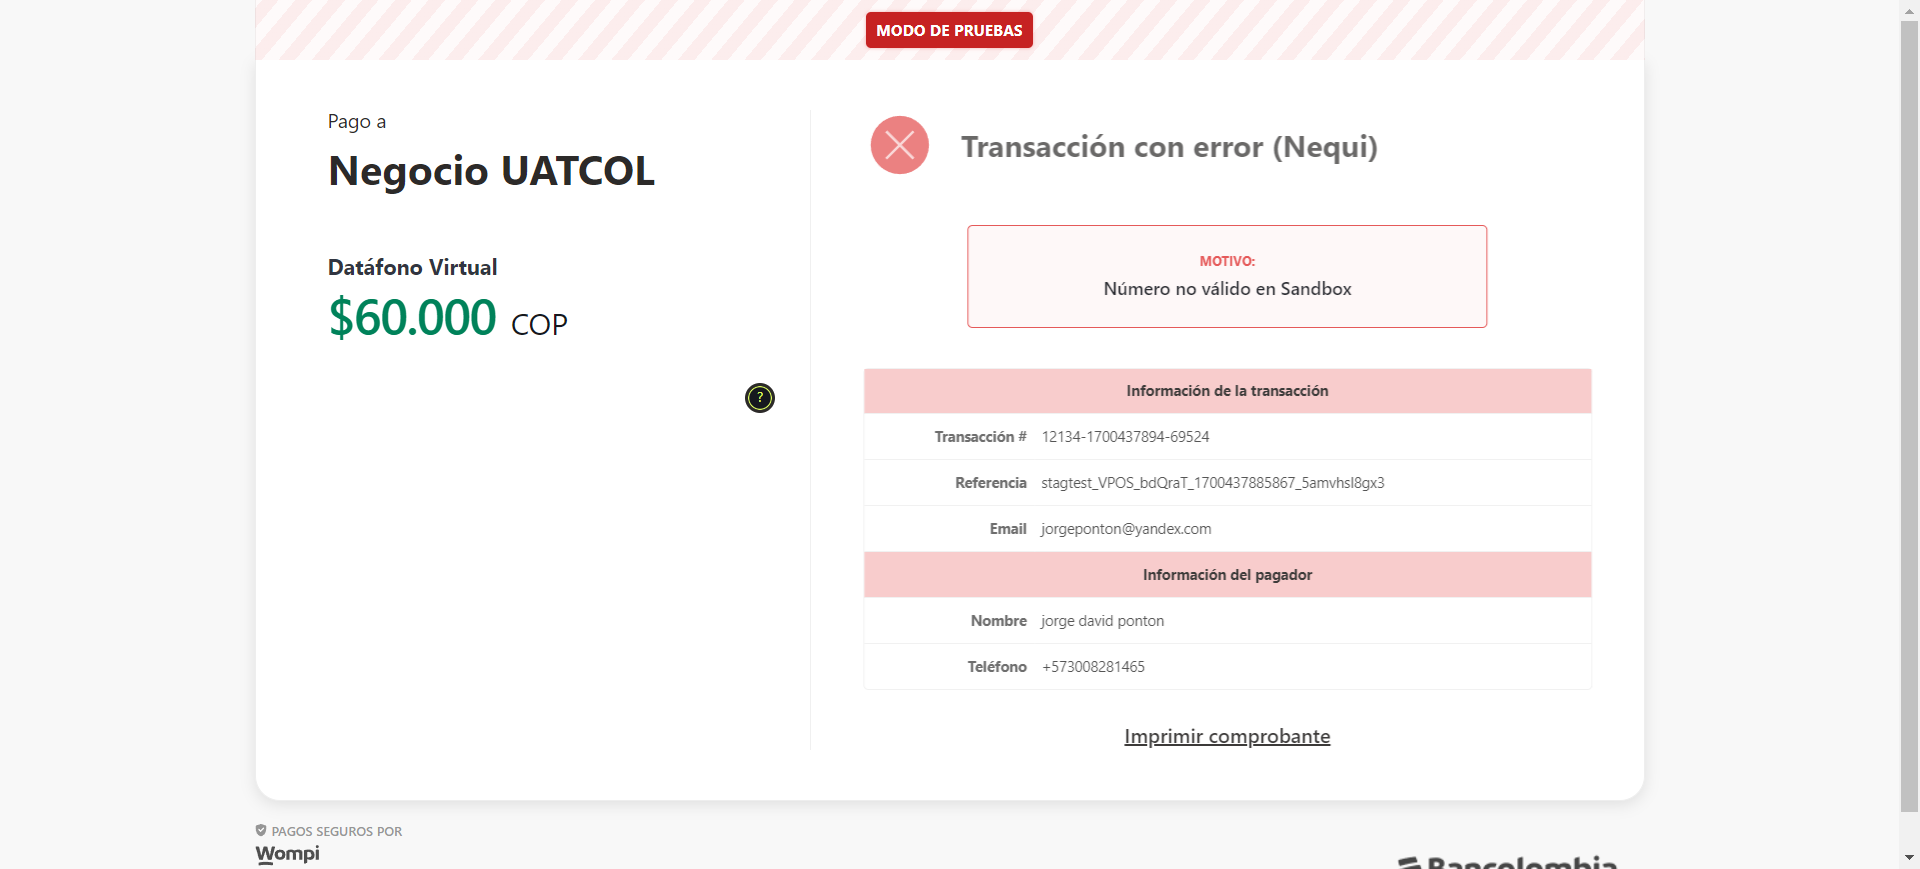 MODO DE PRUEBAS
Pago a
Negocio UATCOL
Datáfono Virtual
$60.000 COP
?
Transacción con error (Nequi)
MOTIVO:
Número no válido en Sandbox
Información de la transacción
Transacción # 12134-1700437894-69524
Referencia stagtest_VPOS_bdQraT_1700437885867_5amvhsl8gx3
Email jorgeponton@yandex.com
Información del pagador
Nombre jorge david ponton
Teléfono +573008281465
Imprimir comprobante
PAGOS SEGUROS POR
Wompi
Bancolombia